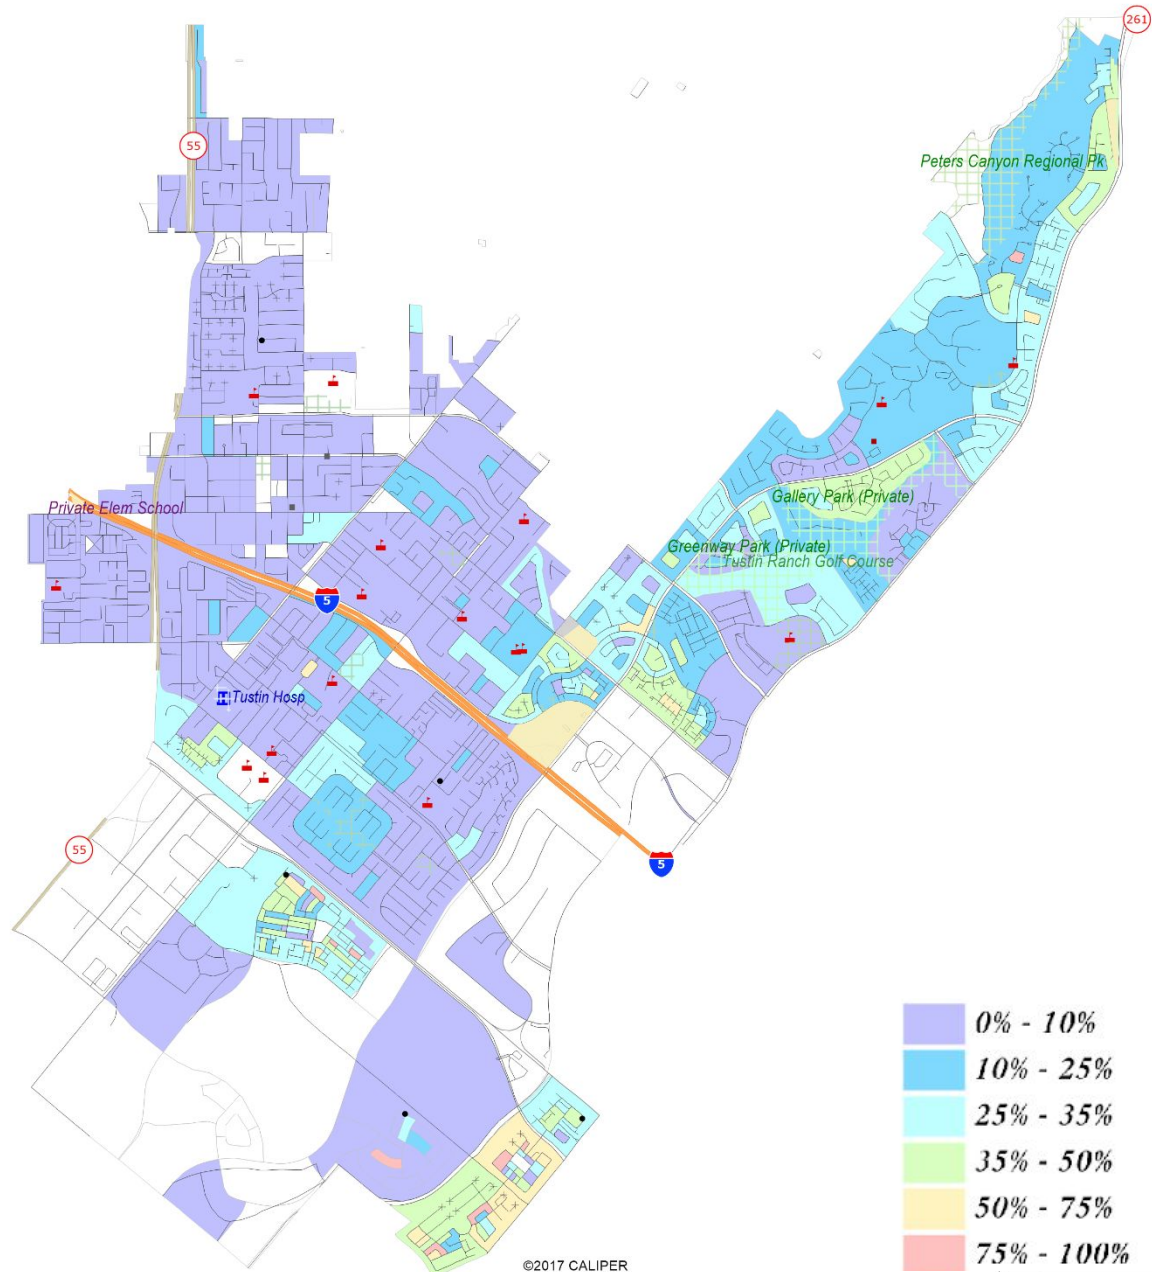 261
55
Peters Canyon Regional Pk
Private Elem School
Gallery Park (Private)
Greenway Park (Private)
Tustin Ranch Golf Course
5
H
Tustin Hosp
55
5
0% - 10%
10% - 25%
25% - 35%
35% - 50%
50% - 75%
75% - 100%
©2017 CALIPER